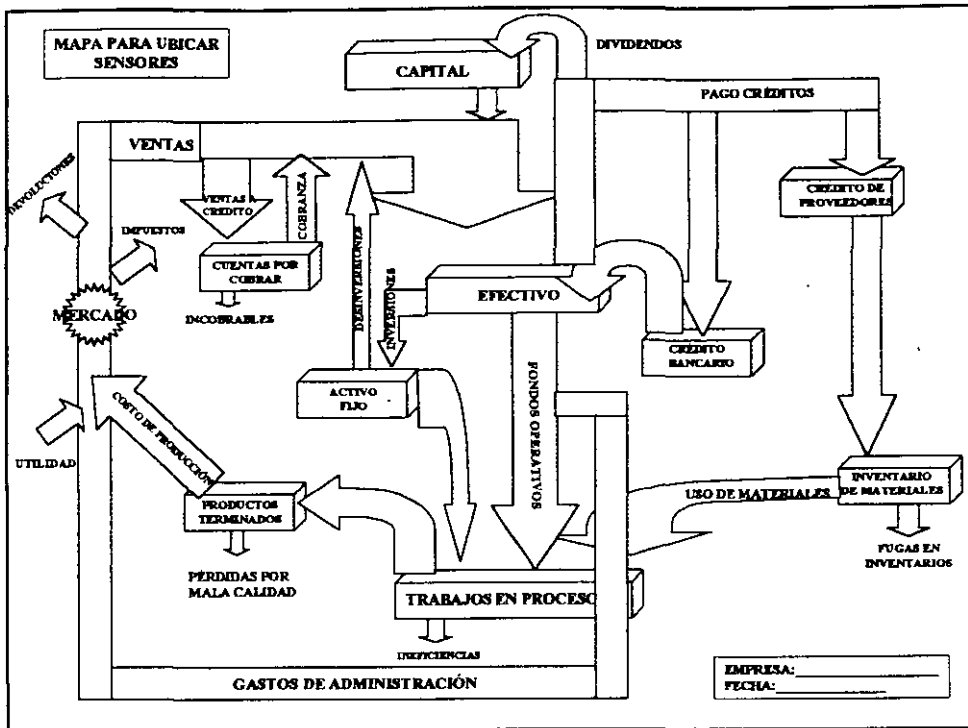 MAPA PARA UBICAR
SENSORES
DIVIDENDOS
CAPITAL
PAGO CRÉDITOS
VENTAS
DEVOLUCIONES
VENTAS A
CREDITO
COBRANZA
CRÉDITO DE
PROVEEDORES
IMPUESTOS
CUENTAS POR
COBRAR
DESINVERSIONES
INVERSIONES
EFECTIVO
INCOBRABLES
MERCADO
CRÉDITO
BANCARIO
ACTIVO
FIJO
FONDOS OPERATIVOS
COSTO DE PRODUCCIÓN
UTILIDAD
PRODUCTOS
TERMINADOS
USO DE MATERIALES
INVENTARIO
DE MATERIALES
FUGAS EN
INVENTARIOS
PÉRDIDAS POR
MALA CALIDAD
TRABAJOS EN PROCESO
INEFICIENCIAS
GASTOS DE ADMINISTRACIÓN
EMPRESA:
FECHA: